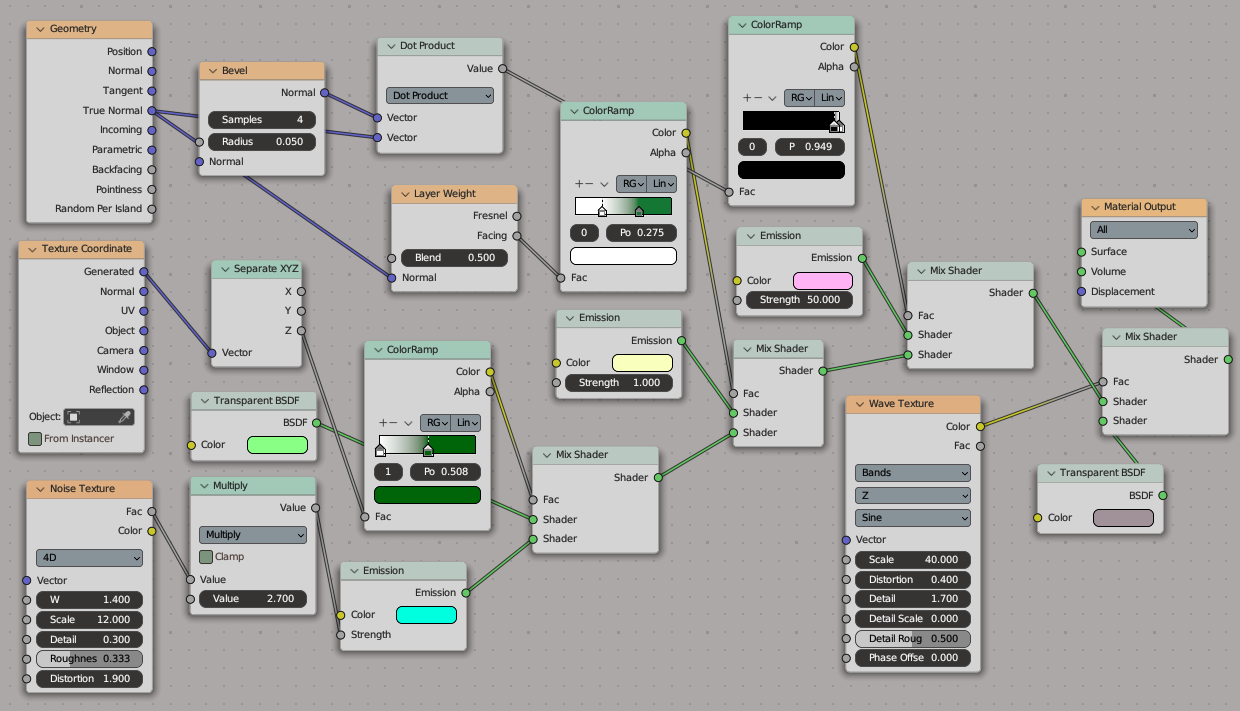 Geometry
Position
Normal
Tangent
True Normal
Incoming
Parametric
Backfacing
Pointiness
Random Per Island
Bevel
Normal
Samples 4
Radius 0.050
Normal
Dot Product
Value
Dot Product
Vector
Vector
ColorRamp
Color
Alpha
RG Lin
0 Po 0.275
Fac
ColorRamp
Color
Alpha
RG Lin
0 P 0.949
Fac
Layer Weight
Fresnel
Facing
Blend 0.500
Normal
Texture Coordinate
Generated
Normal
UV
Object
Camera
Window
Reflection
Object:
From Instancer
Separate XYZ
X
Y
Z
Vector
ColorRamp
Color
Alpha
RG Lin
1 Po 0.508
Fac
Transparent BSDF
BSDF
Color
Noise Texture
Fac
Color
4D
Vector
W 1.400
Scale 12.000
Detail 0.300
Roughnes 0.333
Distortion 1.900
Multiply
Value
Multiply
Clamp
Value
Value 2.700
Emission
Emission
Color
Strength
Mix Shader
Shader
Fac
Shader
Shader
Emission
Emission
Color
Strength 1.000
Mix Shader
Shader
Fac
Shader
Shader
Emission
Emission
Color
Strength 50.000
Mix Shader
Shader
Fac
Shader
Shader
Wave Texture
Color
Fac
Bands
Z
Sine
Vector
Scale 40.000
Distortion 0.400
Detail 1.700
Detail Scale 0.000
Detail Roug 0.500
Phase Offse 0.000
Material Output
All
Surface
Volume
Displacement
Mix Shader
Shader
Fac
Shader
Shader
Transparent BSDF
BSDF
Color